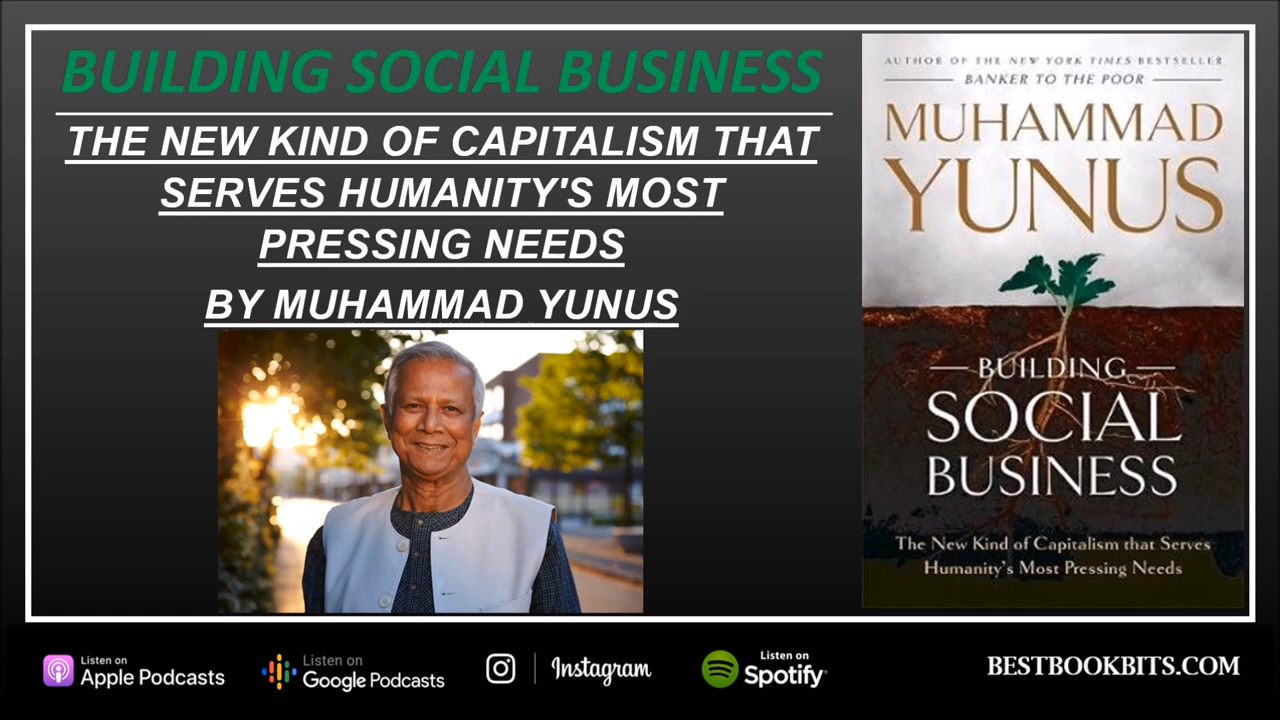 BUILDING SOCIAL BUSINESS
THE NEW KIND OF CAPITALISM THAT
SERVES HUMANITY'S MOST
PRESSING NEEDS
BY MUHAMMAD YUNUS
AUTHOR OF THE NEW YORK TIMES BESTSELLER
BANKER TO THE POOR
MUHAMMAD
YUNUS
BUILDING
SOCIAL
BUSINESS
The New Kind of Capitalism that Serves
Humanity's Most Pressing Needs
Listen on
Apple Podcasts
Listen on
Google Podcasts
Instagram
Listen on
Spotify
BESTBOOKBITS.COM